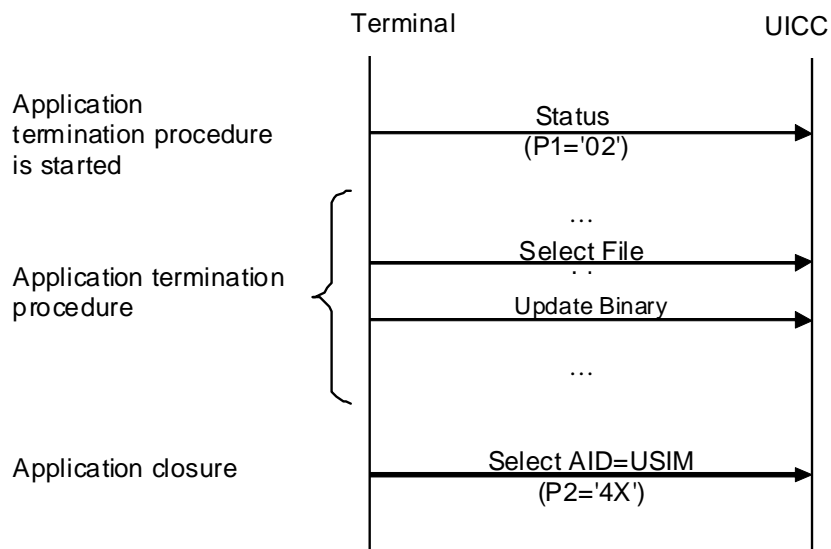 Terminal
UICC
Application
termination procedure
is started
Status
(P1='02')
...
Select File
. .
Application termination
procedure
Update Binary
...
Application closure
Select AID=USIM
(P2='4X')